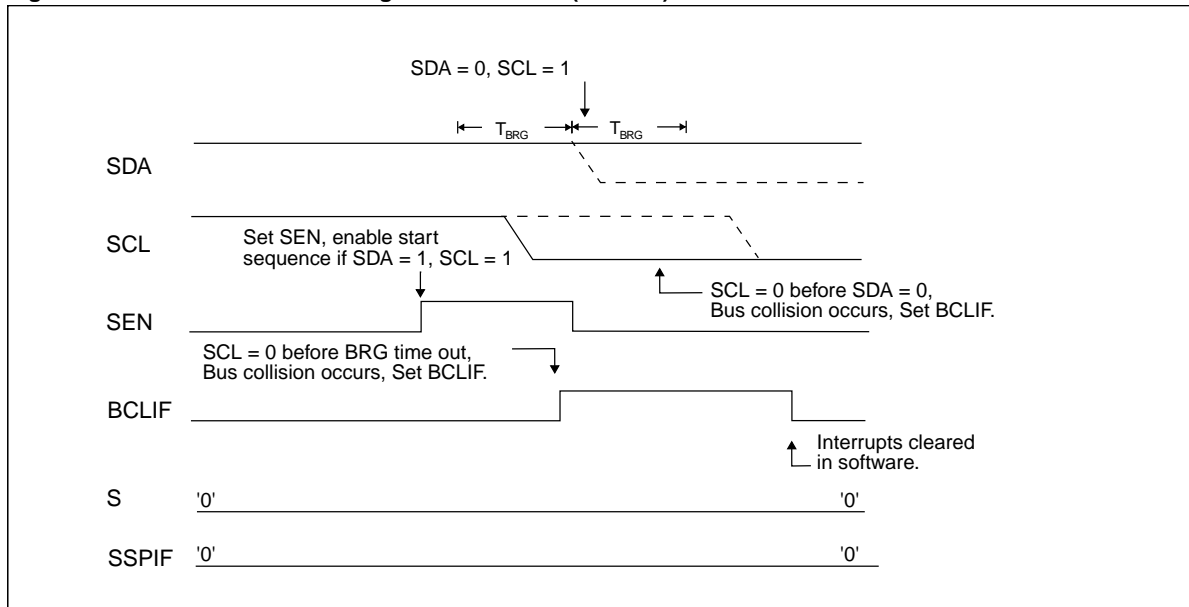 SDA = 0, SCL = 1
TBRG TBRG
SDA
SCL
Set SEN, enable start
sequence if SDA = 1, SCL = 1
SCL = 0 before SDA = 0,
Bus collision occurs, Set BCLIF.
SEN
SCL = 0 before BRG time out,
Bus collision occurs, Set BCLIF.
BCLIF
Interrupts cleared
in software.
S '0' '0'
SSPIF '0' '0'